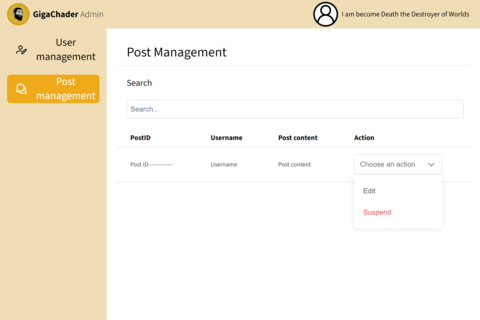 GigaChader Admin
I am become Death the Destroyer of Worlds
User
management
Post
management
Post Management
Search
Search...
PostID Username Post content Action
Post ID------------- Username Post content Choose an action
Edit
Suspend